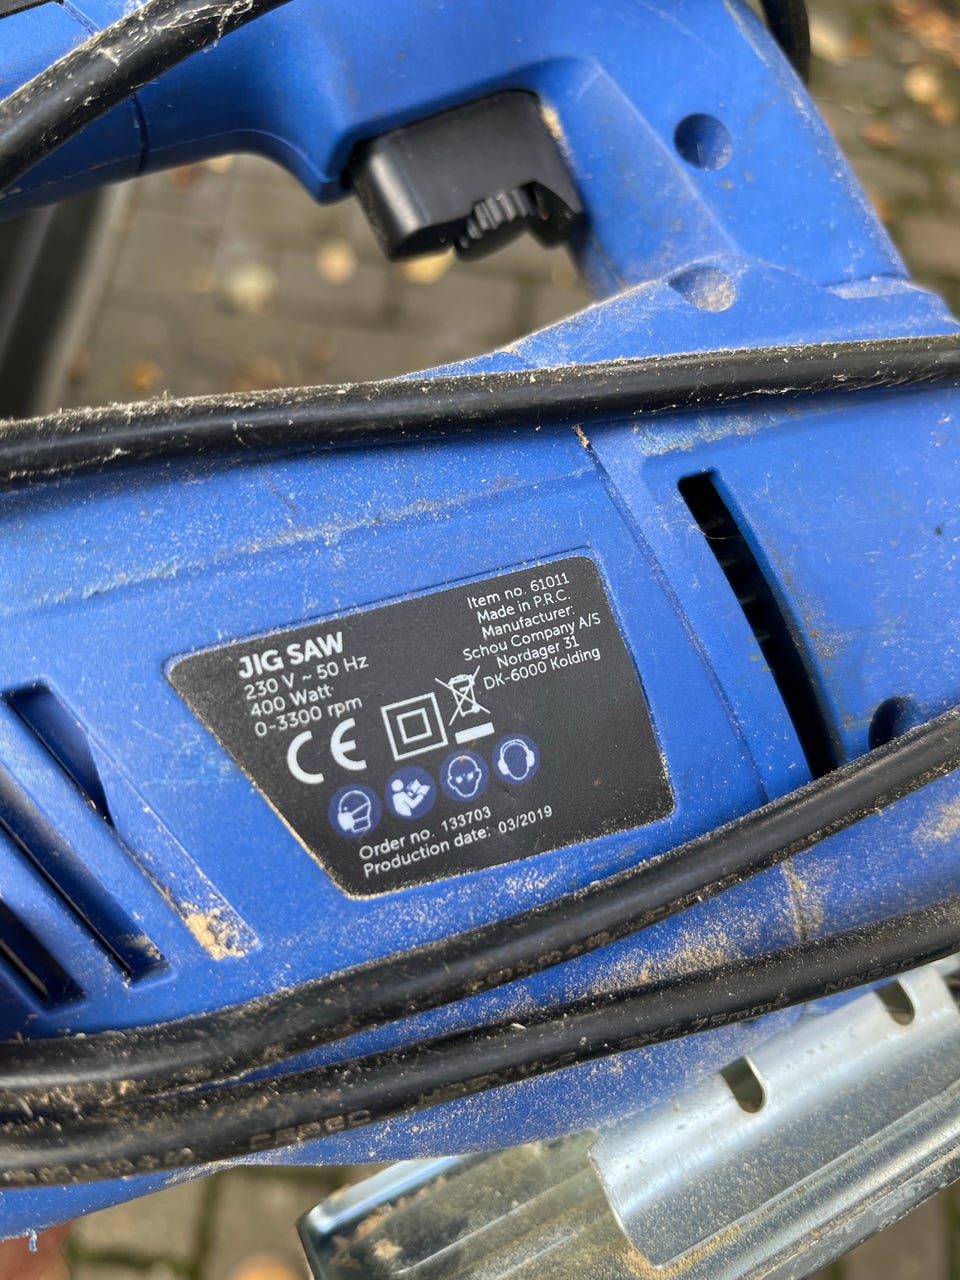 JIG SAW
230 V ~ 50 Hz
400 Watt
0-3300 rpm
Item no. 61011
Made in P.R.C.
Manufacturer:
Schou Company A/S
Nordager 31
DK-6000 Kolding
CE
Order no. 133703
Production date: 03/2019